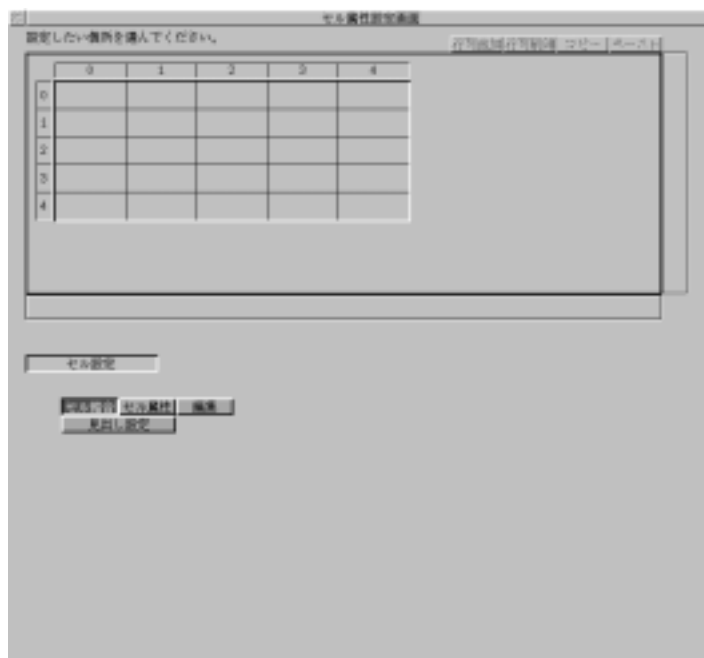 セル属性設定画面
設定したい箇所を選んでください。
行列追加 行列削除 コピー ペースト
0 1 2 3 4
0
1
2
3
4
セル設定
セル属性 編集
見出し設定